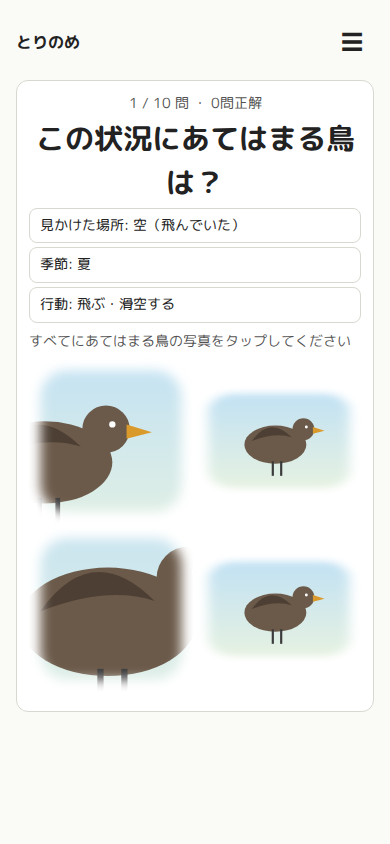 とりのめ
1 / 10 問 · 0問正解
この状況にあてはまる鳥
は？
見かけた場所: 空（飛んでいた）
季節: 夏
行動: 飛ぶ・滑空する
すべてにあてはまる鳥の写真をタップしてください